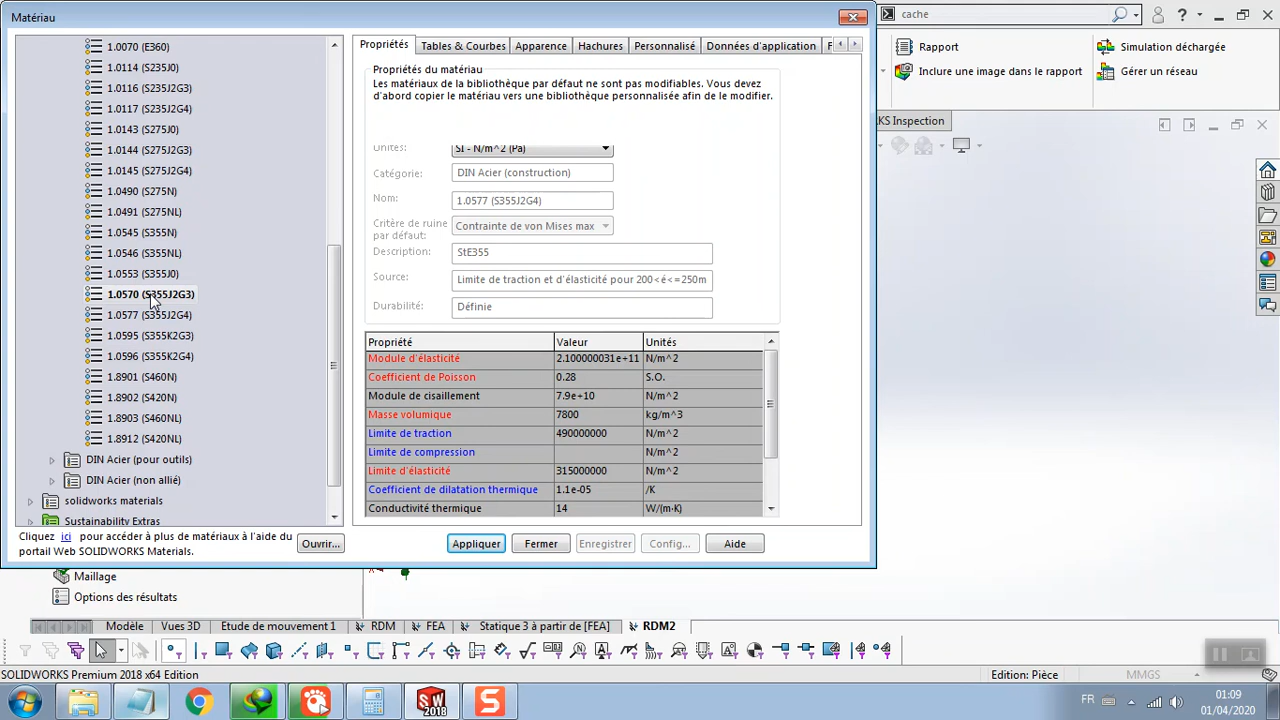 Matériau
cache
1.0070 (E360)
1.0114 (S235J0)
1.0116 (S235J2G3)
1.0117 (S235J2G4)
1.0143 (S275J0)
1.0144 (S275J2G3)
1.0145 (S275J2G4)
1.0490 (S275N)
1.0491 (S275NL)
1.0545 (S355N)
1.0546 (S355NL)
1.0553 (S355J0)
1.0570 (S355J2G3)
1.0577 (S355J2G4)
1.0595 (S355K2G3)
1.0596 (S355K2G4)
1.8901 (S460N)
1.8902 (S420N)
1.8903 (S460NL)
1.8912 (S420NL)
DIN Acier (pour outils)
DIN Acier (non allié)
solidworks materials
Sustainability Extras
Cliquez ici pour accéder à plus de matériaux à l'aide du
portail Web SOLIDWORKS Materials.
Ouvrir...
Propriétés Tables & Courbes Apparence Hachures Personnalisé Données d'application F
Propriétés du matériau
Les matériaux de la bibliothèque par défaut ne sont pas modifiables. Vous devez
d'abord copier le matériau vers une bibliothèque personnalisée afin de le modifier.
Unités: SI - N/m^2 (Pa)
Catégorie: DIN Acier (construction)
Nom: 1.0577 (S355J2G4)
Critère de ruine
par défaut: Contrainte de von Mises max
Description: StE355
Source: Limite de traction et d'élasticité pour 200<é<=250m
Durabilité: Définie
Propriété Valeur Unités
Module d'élasticité 2.100000031e+11 N/m^2
Coefficient de Poisson 0.28 S.O.
Module de cisaillement 7.9e+10 N/m^2
Masse volumique 7800 kg/m^3
Limite de traction 490000000 N/m^2
Limite de compression N/m^2
Limite d'élasticité 315000000 N/m^2
Coefficient de dilatation thermique 1.1e-05 /K
Conductivité thermique 14 W/(m·K)
Appliquer Fermer Enregistrer Config... Aide
Rapport Simulation déchargée
Inclure une image dans le rapport Gérer un réseau
KS Inspection
Maillage
Options des résultats
Modèle Vues 3D Etude de mouvement 1 RDM FEA Statique 3 à partir de [FEA] RDM2
SOLIDWORKS Premium 2018 x64 Edition Edition: Pièce MMGS
SW
2018
FR 01:09
01/04/2020